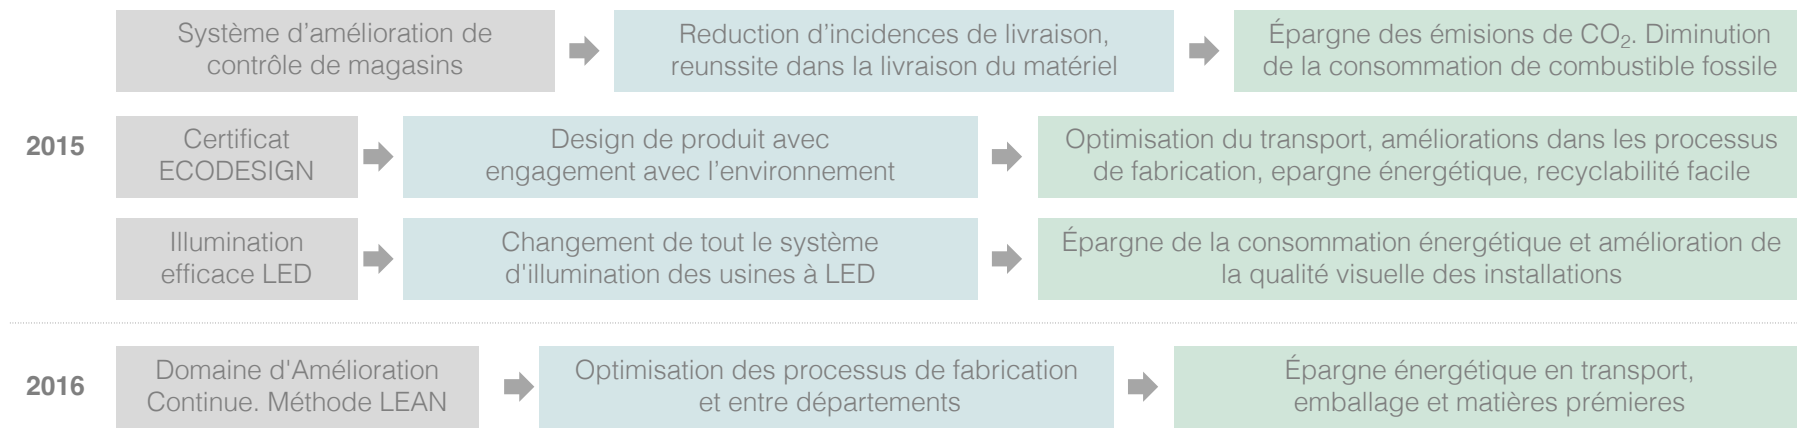 Système d'amélioration de
contrôle de magasins
Reduction d'incidences de livraison,
reunssite dans la livraison du matériel
Épargne des émisions de CO₂. Diminution
de la consommation de combustible fossile
2015
Certificat
ECODESIGN
Design de produit avec
engagement avec l'environnement
Optimisation du transport, améliorations dans les processus
de fabrication, epargne énergétique, recyclabilité facile
Illumination
efficace LED
Changement de tout le système
d'illumination des usines à LED
Épargne de la consommation énergétique et amélioration de
la qualité visuelle des installations
2016
Domaine d'Amélioration
Continue. Méthode LEAN
Optimisation des processus de fabrication
et entre départements
Épargne énergétique en transport,
emballage et matières prémieres